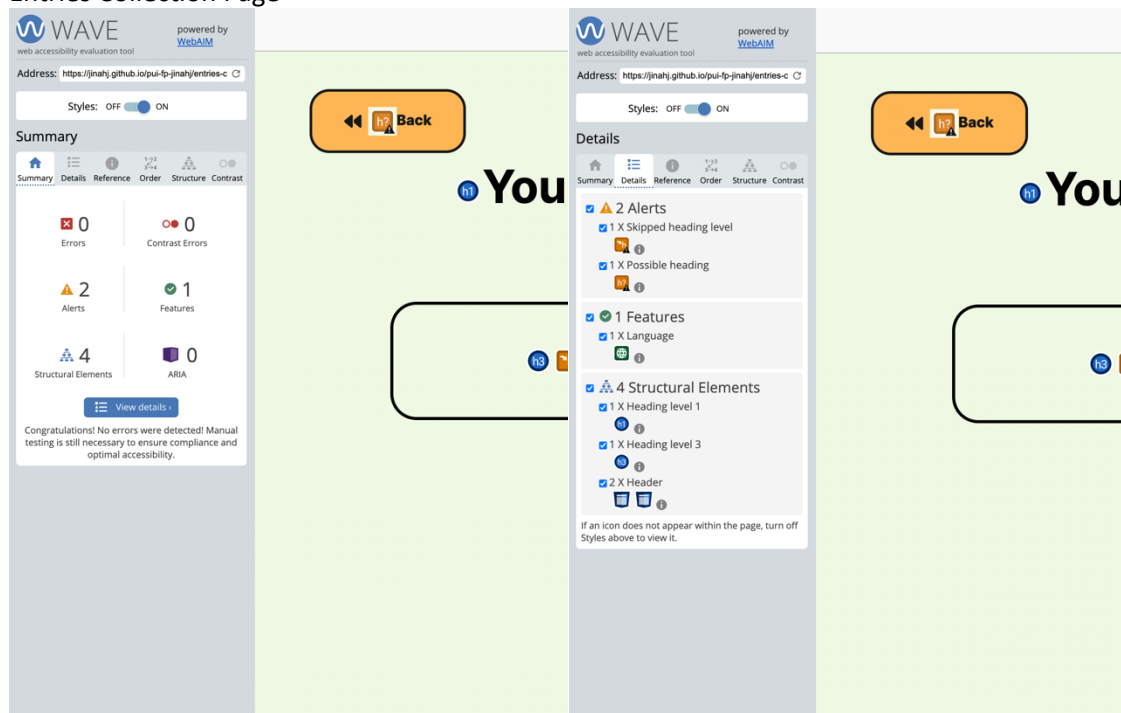 Entries Collection Page
WAVE
powered by
WebAIM
web accessibility evaluation tool
Address: https://jinahj.github.io/pui-fp-jinahj/entries-c
Styles: OFF ON
Summary
Summary Details Reference Order Structure Contrast
0
Errors
0
Contrast Errors
2
Alerts
1
Features
4
Structural Elements
0
ARIA
View details ›
Congratulations! No errors were detected! Manual
testing is still necessary to ensure compliance and
optimal accessibility.
h? Back
h1 You
h3
WAVE
powered by
WebAIM
web accessibility evaluation tool
Address: https://jinahj.github.io/pui-fp-jinahj/entries-c
Styles: OFF ON
Details
Summary Details Reference Order Structure Contrast
2 Alerts
1 X Skipped heading level
1 X Possible heading
h?
1 Features
1 X Language
4 Structural Elements
1 X Heading level 1
h1
1 X Heading level 3
h3
2 X Header
If an icon does not appear within the page, turn off
Styles above to view it.
h? Back
h1 You
h3